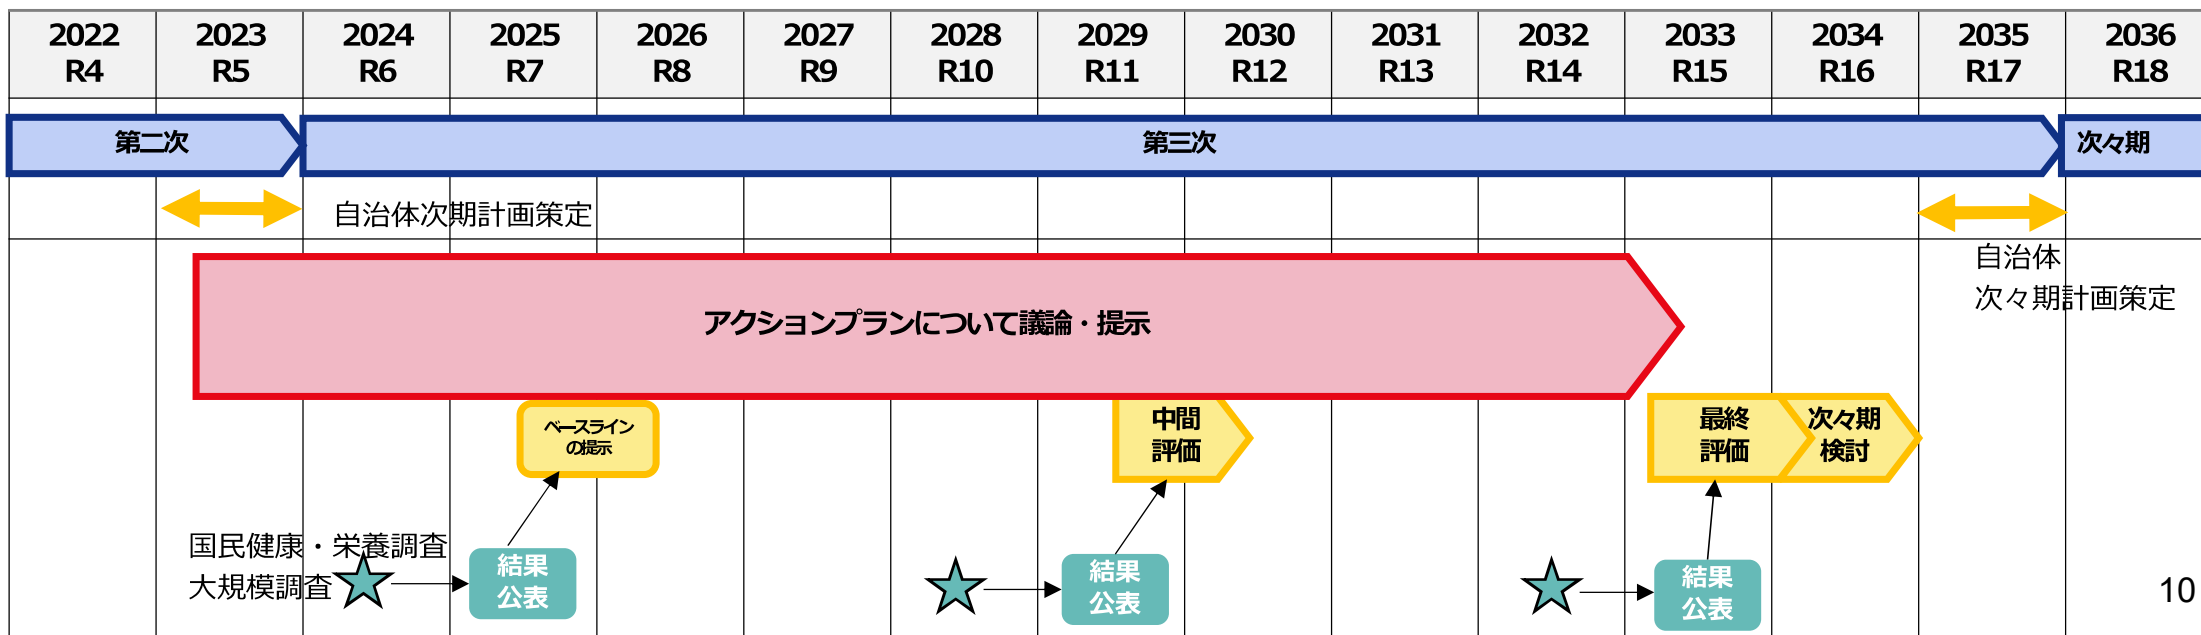 2022 2023 2024 2025 2026 2027 2028 2029 2030 2031 2032 2033 2034 2035 2036
R4 R5 R6 R7 R8 R9 R10 R11 R12 R13 R14 R15 R16 R17 R18
第二次 第三次 次々期
自治体次期計画策定
自治体
次々期計画策定
アクションプランについて議論・提示
ベースライン
の提示
中間
評価
最終
評価
次々期
検討
国民健康・栄養調査
大規模調査
結果
公表
結果
公表
結果
公表
10